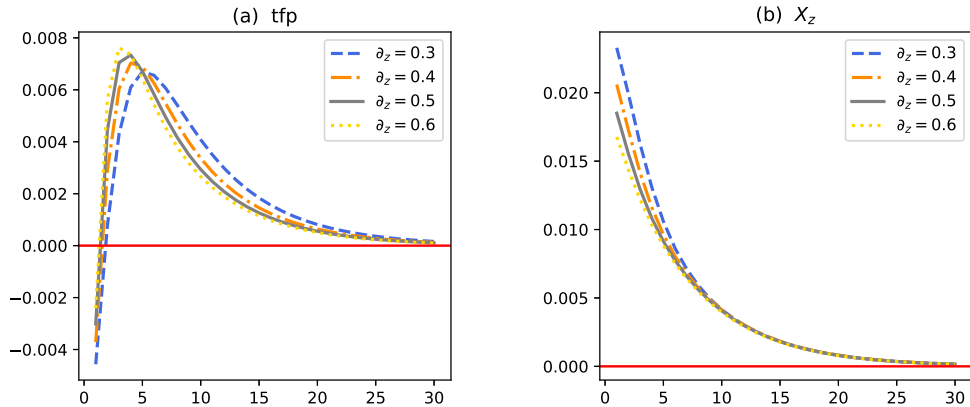 (a) tfp
0.008
0.006
0.004
0.002
0.000
−0.002
−0.004
0 5 10 15 20 25 30
∂z = 0.3
∂z = 0.4
∂z = 0.5
∂z = 0.6
(b) Xz
0.020
0.015
0.010
0.005
0.000
0 5 10 15 20 25 30
∂z = 0.3
∂z = 0.4
∂z = 0.5
∂z = 0.6